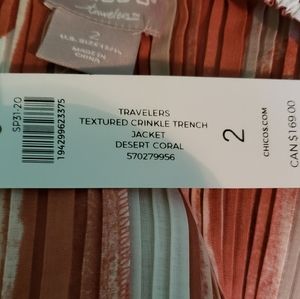 Travelers™
2
MADE IN
CHINA
SP31-20
194299623375
TRAVELERS
TEXTURED CRINKLE TRENCH
JACKET
DESERT CORAL
570279956
2
CHICOS.COM
CAN $169.00